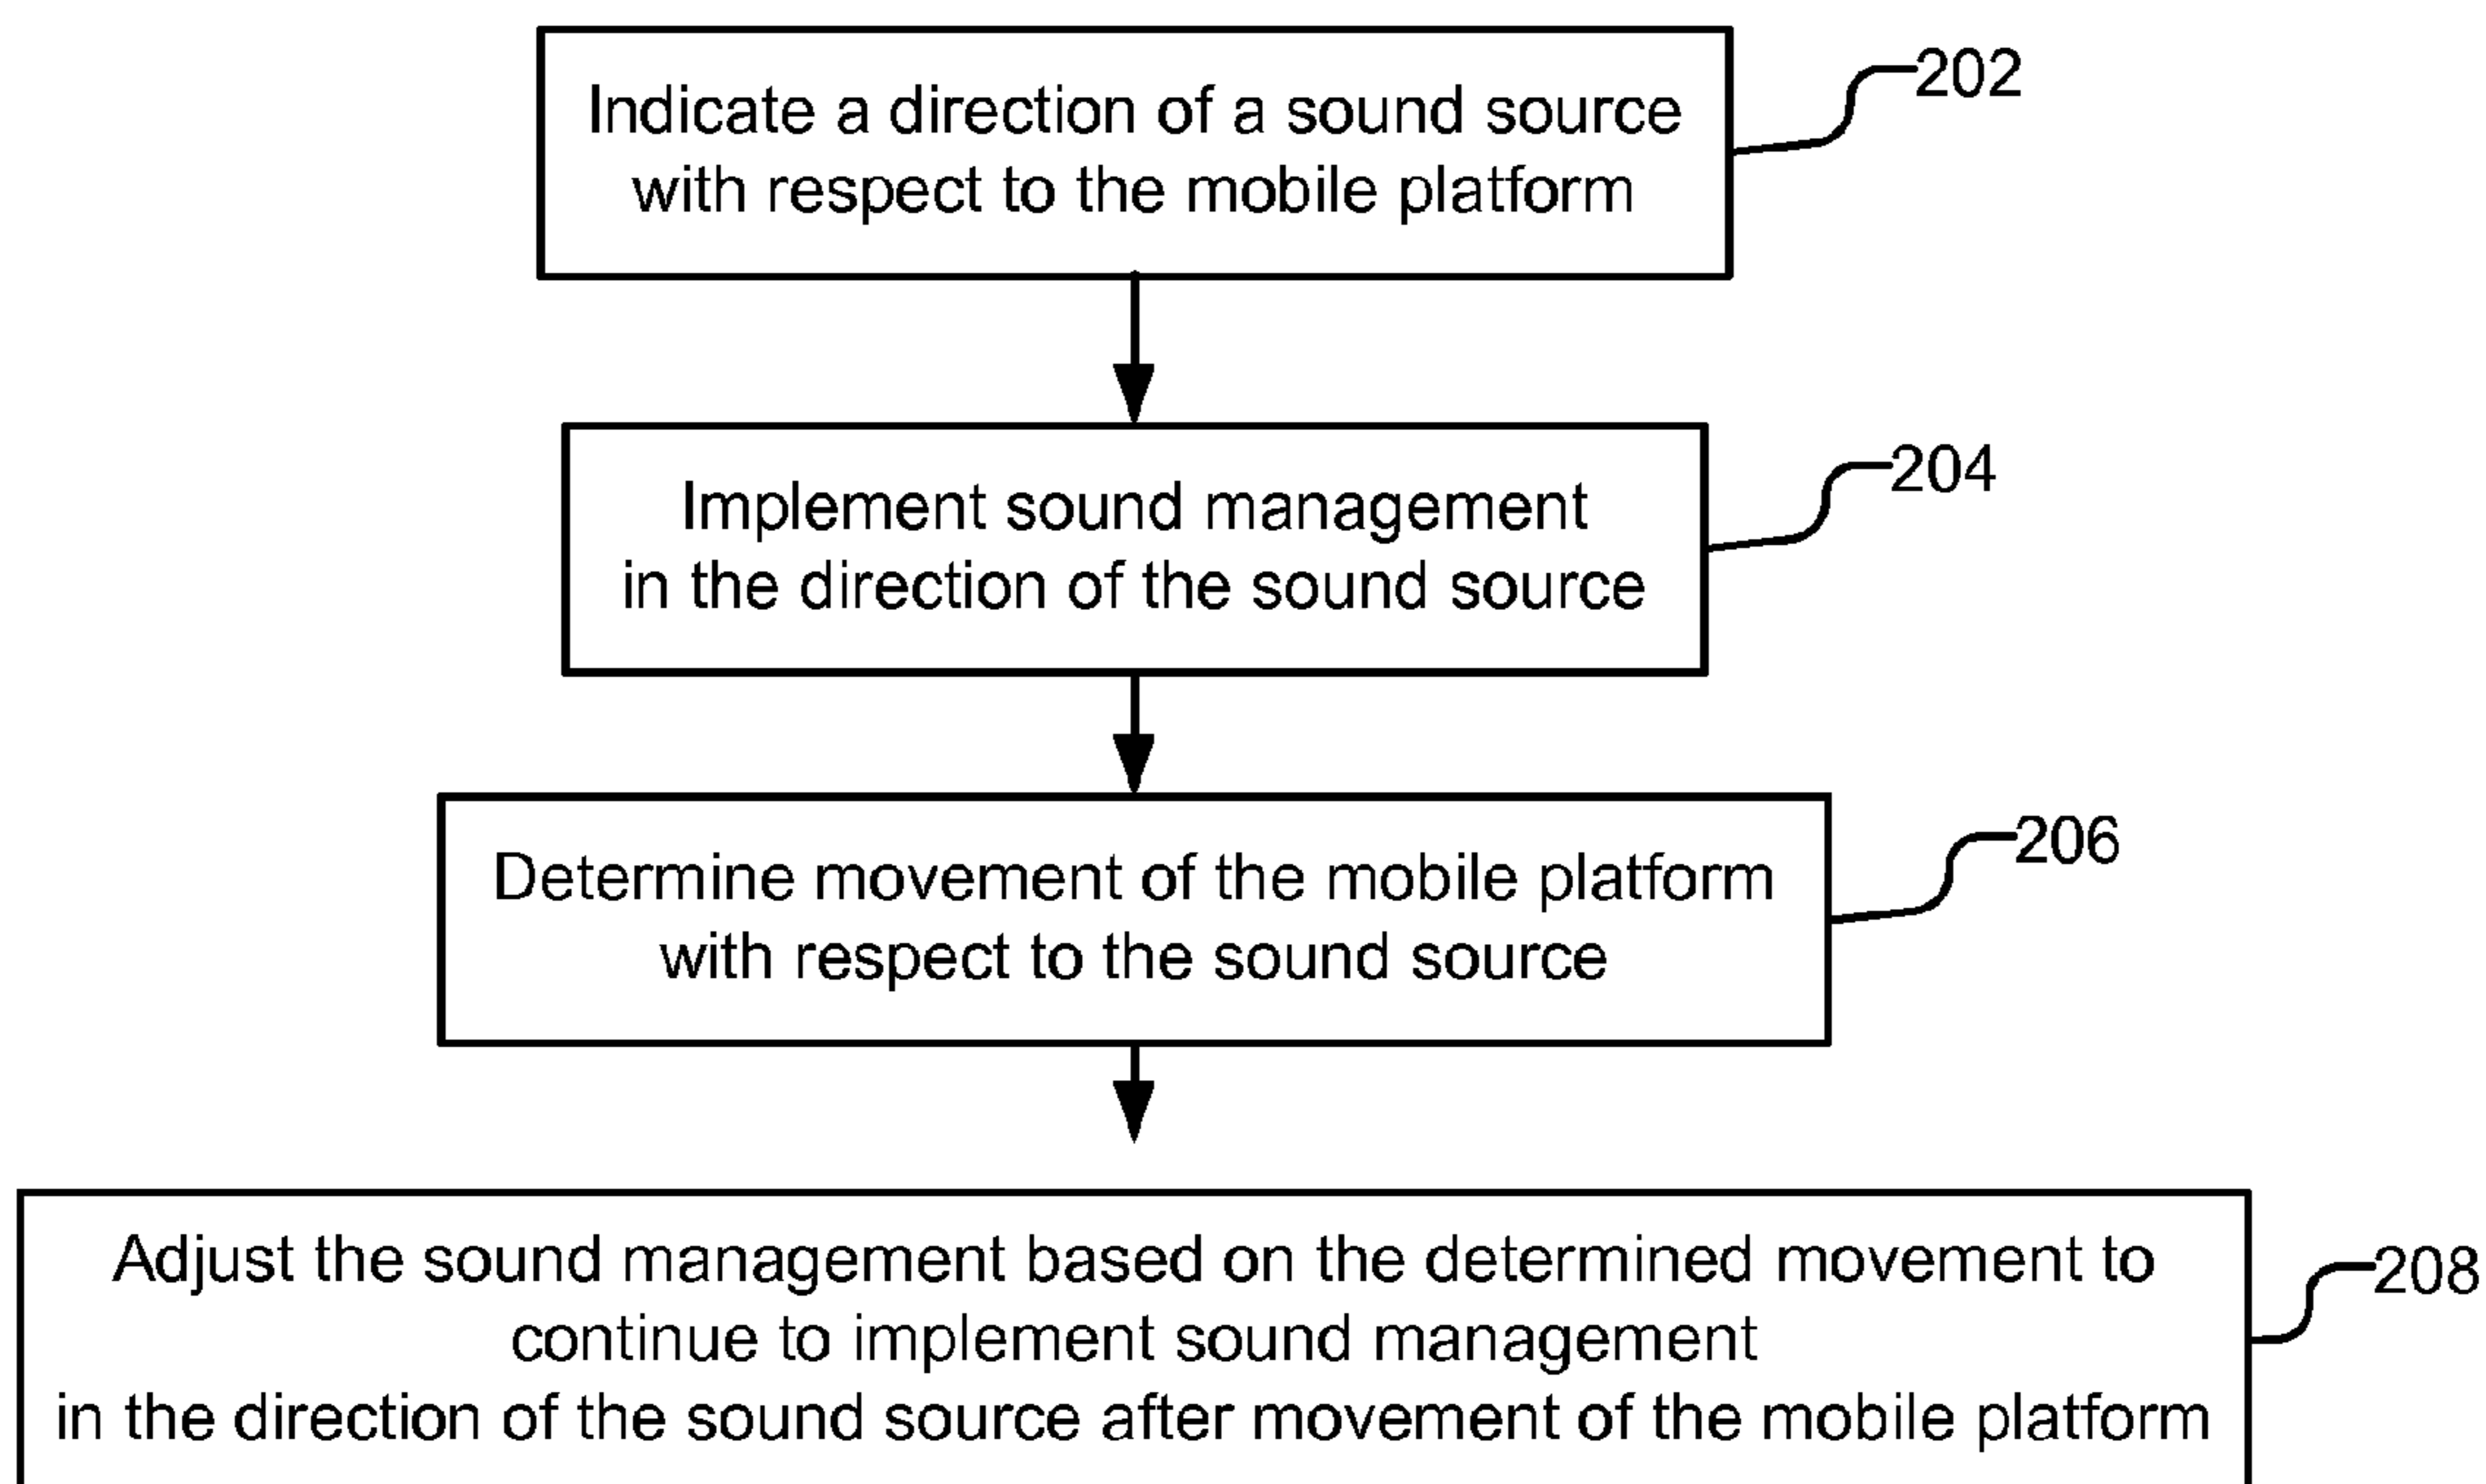 Indicate a direction of a sound source
with respect to the mobile platform
202
Implement sound management
in the direction of the sound source
204
Determine movement of the mobile platform
with respect to the sound source
206
Adjust the sound management based on the determined movement to
continue to implement sound management
in the direction of the sound source after movement of the mobile platform
208